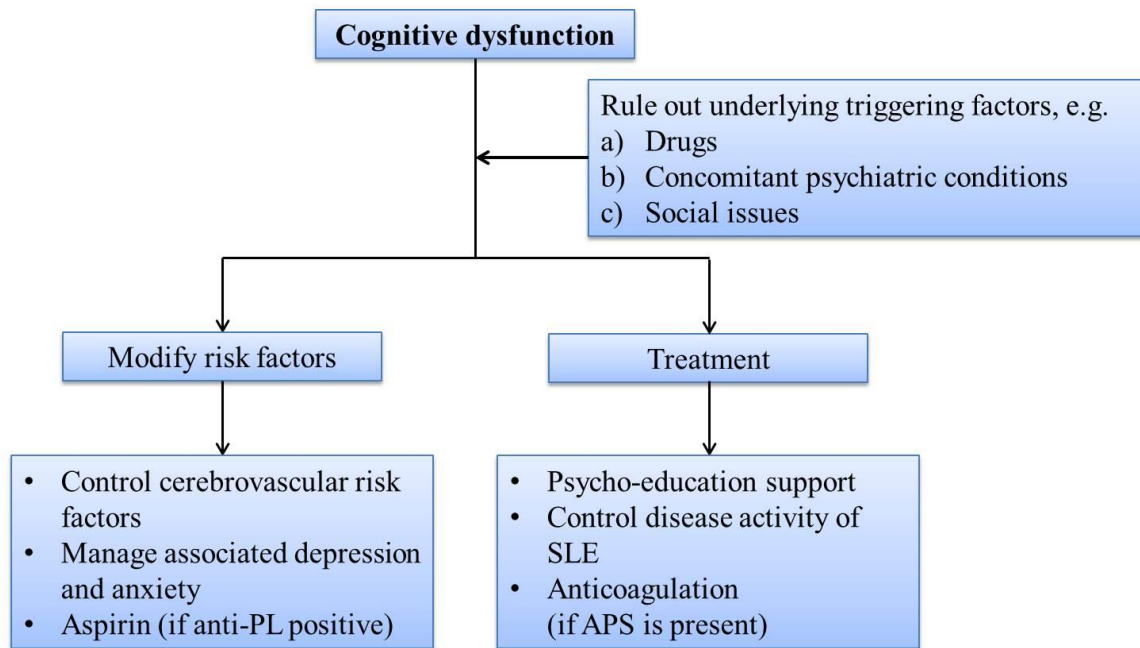 Cognitive dysfunction
Rule out underlying triggering factors, e.g.
a) Drugs
b) Concomitant psychiatric conditions
c) Social issues
Modify risk factors
Treatment
• Control cerebrovascular risk
factors
• Manage associated depression
and anxiety
• Aspirin (if anti-PL positive)
• Psycho-education support
• Control disease activity of
SLE
• Anticoagulation
(if APS is present)